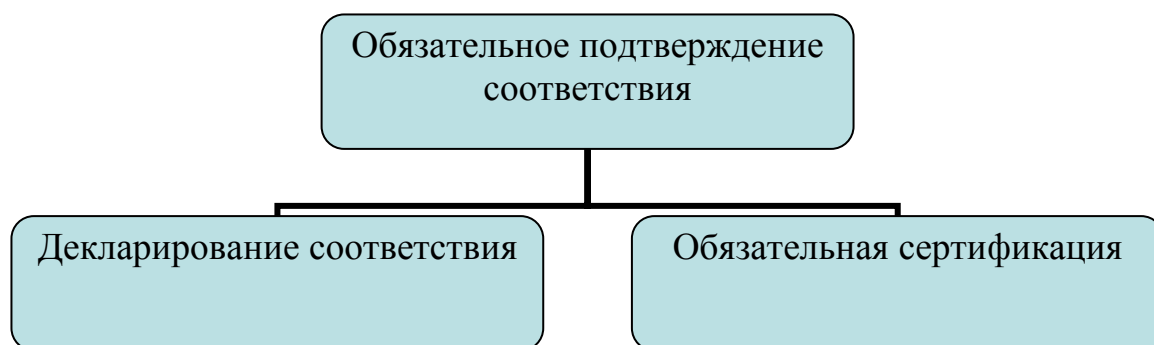 Обязательное подтверждение
соответствия
Декларирование соответствия
Обязательная сертификация